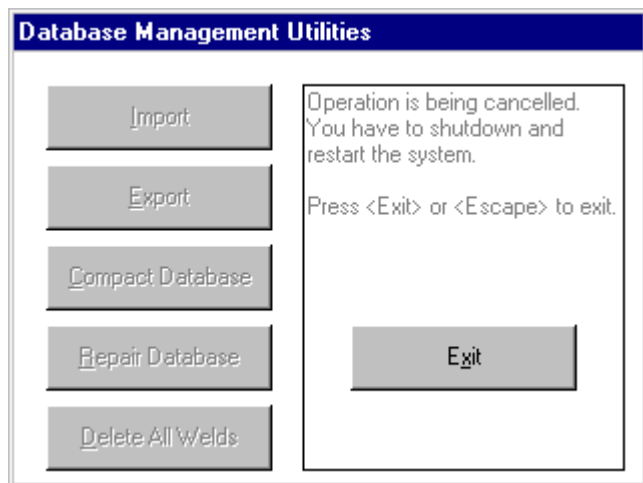 Database Management Utilities
Import
Export
Compact Database
Repair Database
Delete All Welds
Operation is being cancelled.
You have to shutdown and
restart the system.
Press <Exit> or <Escape> to exit.
Exit